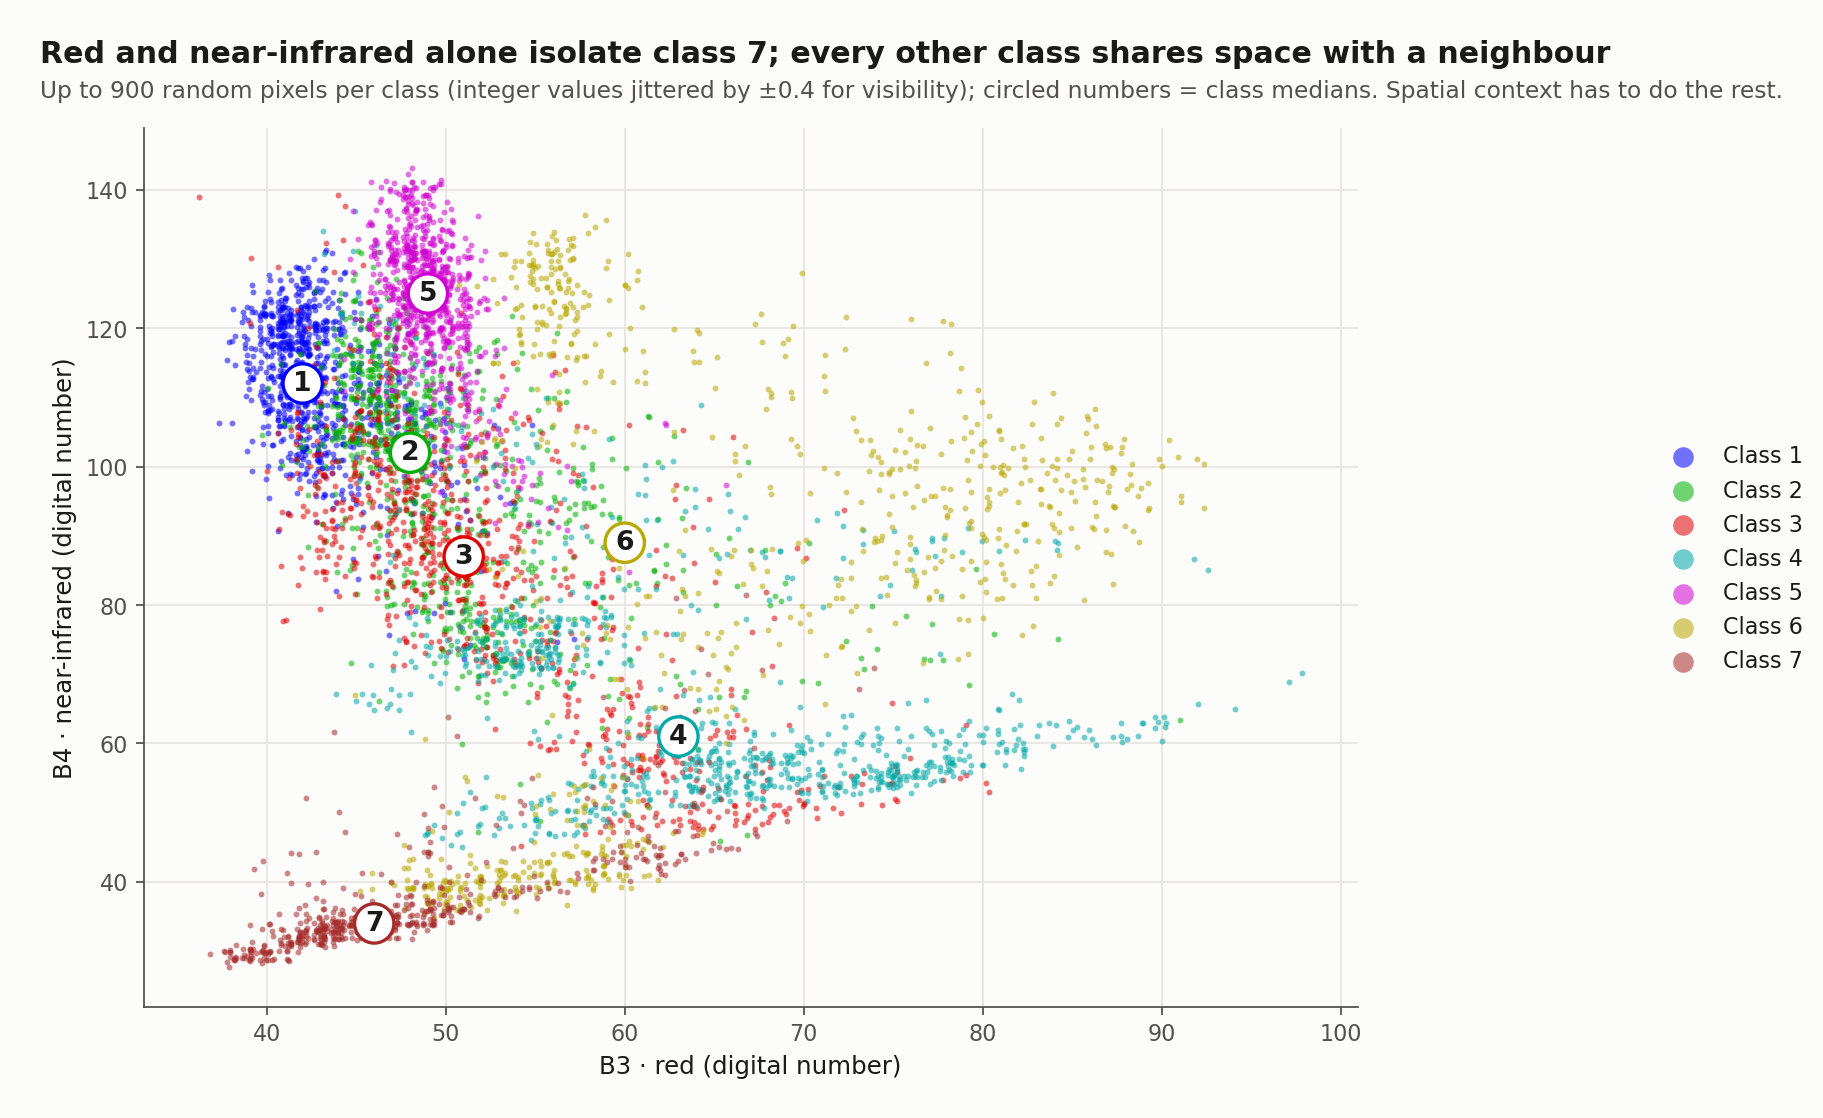 Red and near-infrared alone isolate class 7; every other class shares space with a neighbour
Up to 900 random pixels per class (integer values jittered by ±0.4 for visibility); circled numbers = class medians. Spatial context has to do the rest.
140
120
100
80
60
40
B4 · near-infrared (digital number)
5
1
2
3
6
4
7
40
50
60
70
80
90
100
B3 · red (digital number)
Class 1
Class 2
Class 3
Class 4
Class 5
Class 6
Class 7